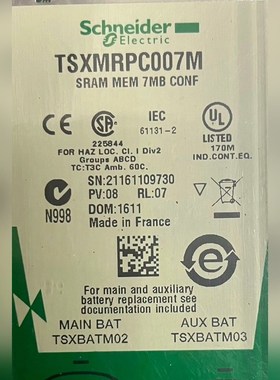 Schneider
Electric
TSXMRPC007M
SRAM MEM 7MB CONF
CE
SA
IEC
61131-2
UL
225844
LISTED
FOR HAZ LOC. Cl. I Div2
170M
Groups ABCD
IND.CONT.EQ.
TC:T3C Amb. 60C.
SN:21161109730
PV:08 RL:07
N998
DOM:1611
Made in France
For main and auxiliary
battery replacement see
documentation included
MAIN BAT AUX BAT
TSXBATM02 TSXBATM03